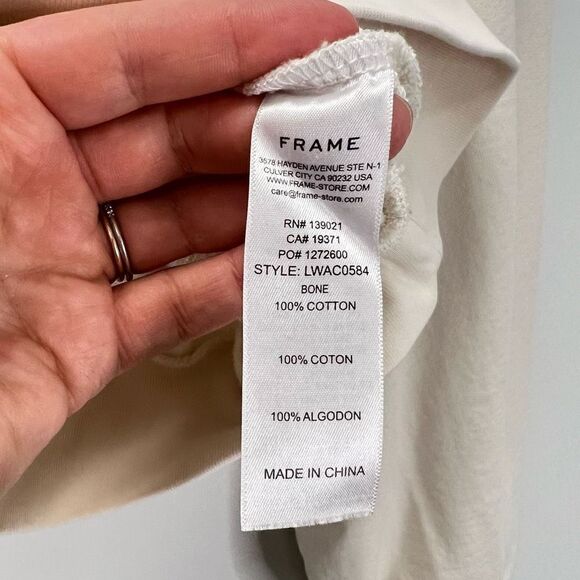 FRAME
3578 HAYDEN AVENUE STE N-1
CULVER CITY CA 90232 USA
WWW.FRAME-STORE.COM
care@frame-store.com
RN# 139021
CA# 19371
PO# 1272600
STYLE: LWAC0584
BONE
100% COTTON
100% COTON
100% ALGODON
MADE IN CHINA